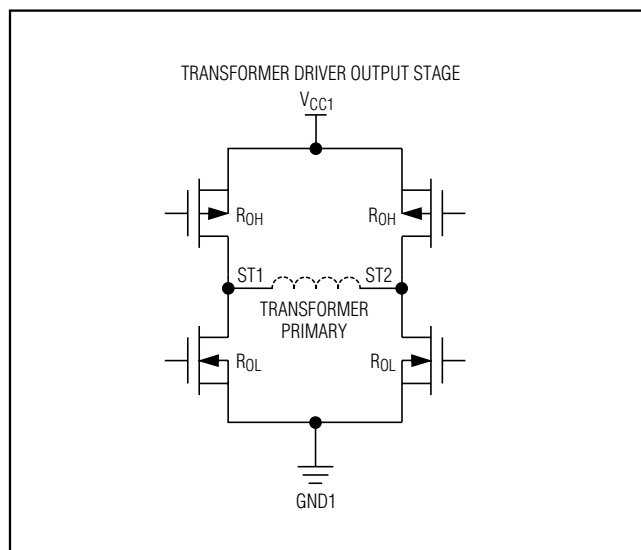 TRANSFORMER DRIVER OUTPUT STAGE
VCC1
ROH ROH
ST1 ST2
TRANSFORMER
PRIMARY
ROL ROL
GND1